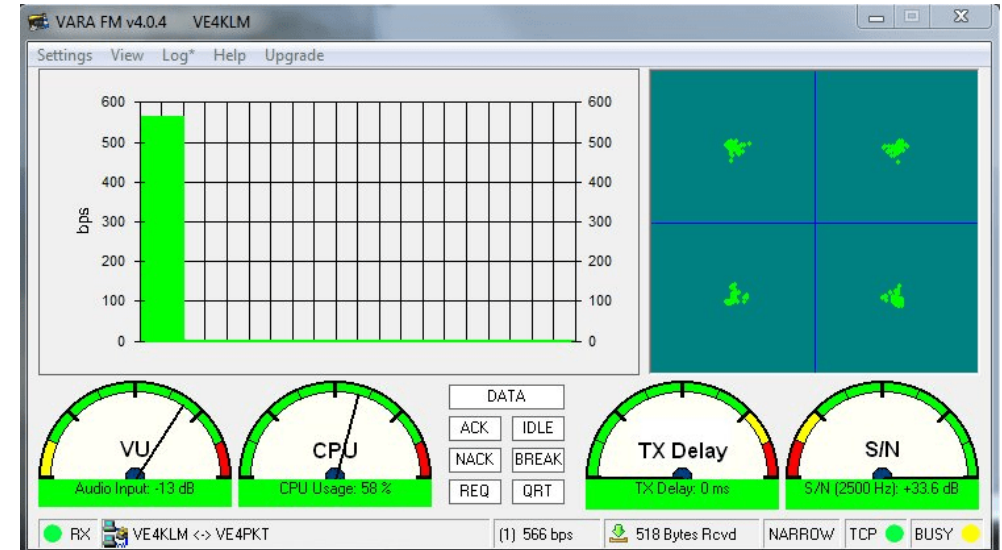 VARA FM v4.0.4 VE4KLM
Settings View Log* Help Upgrade
600 600
500 500
400 400
bps
300 300
200 200
100 100
0 0
DATA
ACK IDLE
NACK BREAK
REQ QRT
VU
Audio Input: -13 dB
CPU
CPU Usage: 58 %
TX Delay
TX Delay: 0 ms
S/N
S/N (2500 Hz): +33.6 dB
RX VE4KLM <-> VE4PKT (1) 566 bps 518 Bytes Rcvd NARROW TCP BUSY